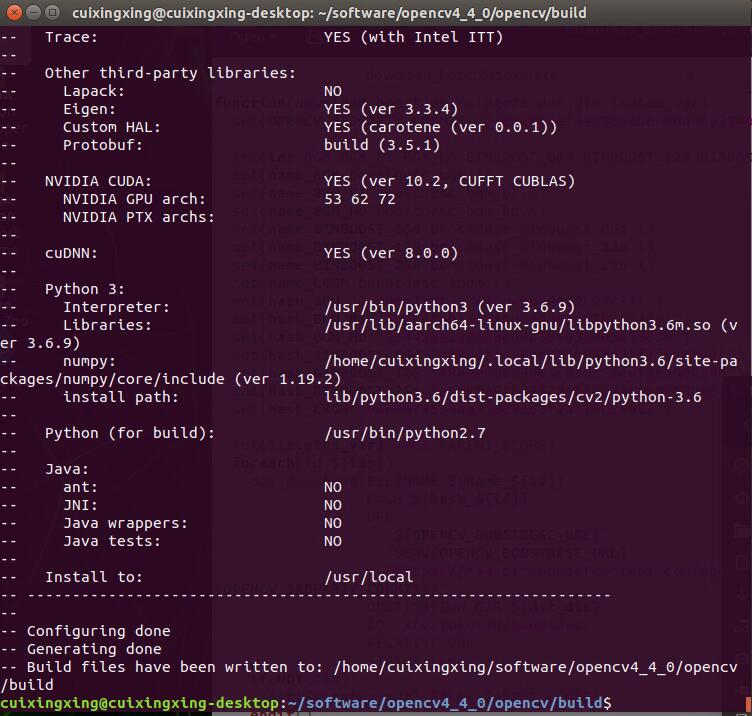 cuixingxing@cuixingxing-desktop: ~/software/opencv4_4_0/opencv/build
--   Trace:                         YES (with Intel ITT)
--
--   Other third-party libraries:
--     Lapack:                      NO
--     Eigen:                       YES (ver 3.3.4)
--     Custom HAL:                  YES (carotene (ver 0.0.1))
--     Protobuf:                    build (3.5.1)
--
--   NVIDIA CUDA:                   YES (ver 10.2, CUFFT CUBLAS)
--     NVIDIA GPU arch:             53 62 72
--     NVIDIA PTX archs:
--
--   cuDNN:                         YES (ver 8.0.0)
--
--   Python 3:
--     Interpreter:                 /usr/bin/python3 (ver 3.6.9)
--     Libraries:                   /usr/lib/aarch64-linux-gnu/libpython3.6m.so (v
er 3.6.9)
--     numpy:                       /home/cuixingxing/.local/lib/python3.6/site-pa
ckages/numpy/core/include (ver 1.19.2)
--     install path:                lib/python3.6/dist-packages/cv2/python-3.6
--
--   Python (for build):            /usr/bin/python2.7
--
--   Java:
--     ant:                         NO
--     JNI:                         NO
--     Java wrappers:               NO
--     Java tests:                  NO
--
--   Install to:                    /usr/local
-- -----------------------------------------------------------------
--
-- Configuring done
-- Generating done
-- Build files have been written to: /home/cuixingxing/software/opencv4_4_0/opencv
/build
cuixingxing@cuixingxing-desktop:~/software/opencv4_4_0/opencv/build$